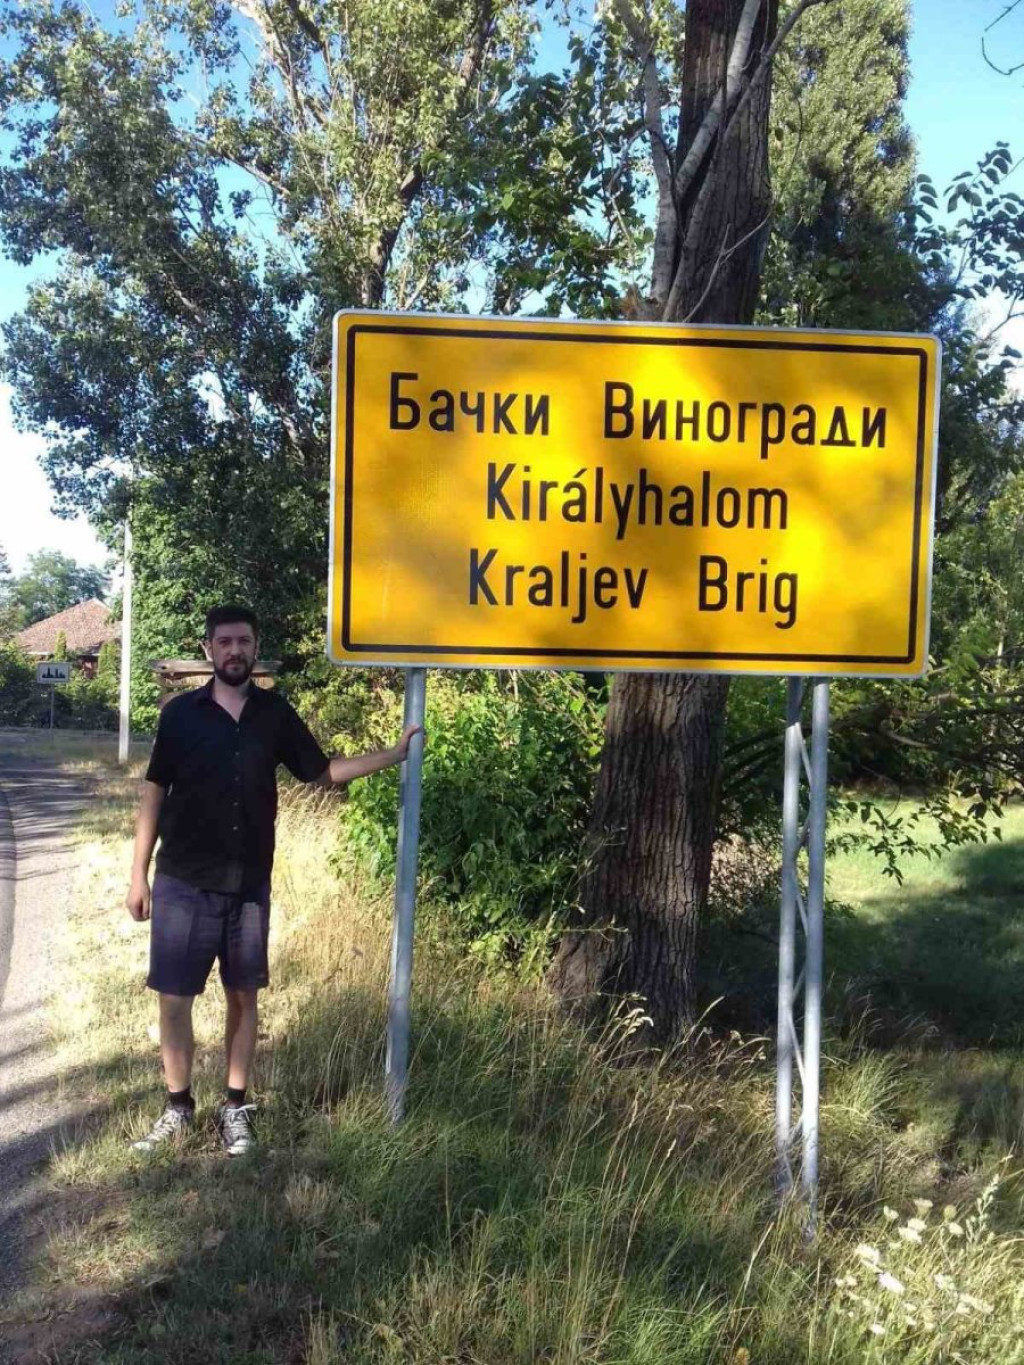 Бачки Виногради
Királyhalom
Kraljev Brig